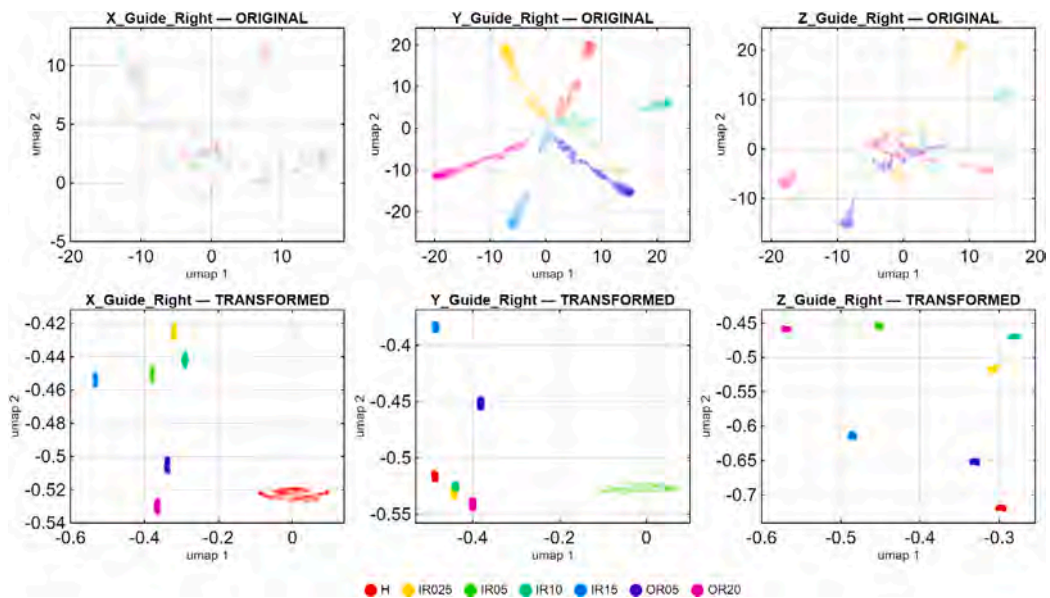 X_Guide_Right — ORIGINAL
Y_Guide_Right — ORIGINAL
Z_Guide_Right — ORIGINAL
umap 2
10
5
0
-5
-20
-10
0
10
umap 1
umap 2
20
10
0
-10
-20
-20
-10
0
10
20
umap 1
umap 2
20
10
0
-10
-20
-10
0
10
20
umap 1
X_Guide_Right — TRANSFORMED
Y_Guide_Right — TRANSFORMED
Z_Guide_Right — TRANSFORMED
umap 2
-0.42
-0.44
-0.46
-0.48
-0.5
-0.52
-0.54
-0.6
-0.4
-0.2
0
umap 1
umap 2
-0.4
-0.45
-0.5
-0.55
-0.4
-0.2
0
umap 1
umap 2
-0.45
-0.5
-0.55
-0.6
-0.65
-0.7
-0.6
-0.5
-0.4
-0.3
umap 1
H IR025 IR05 IR10 IR15 OR05 OR20